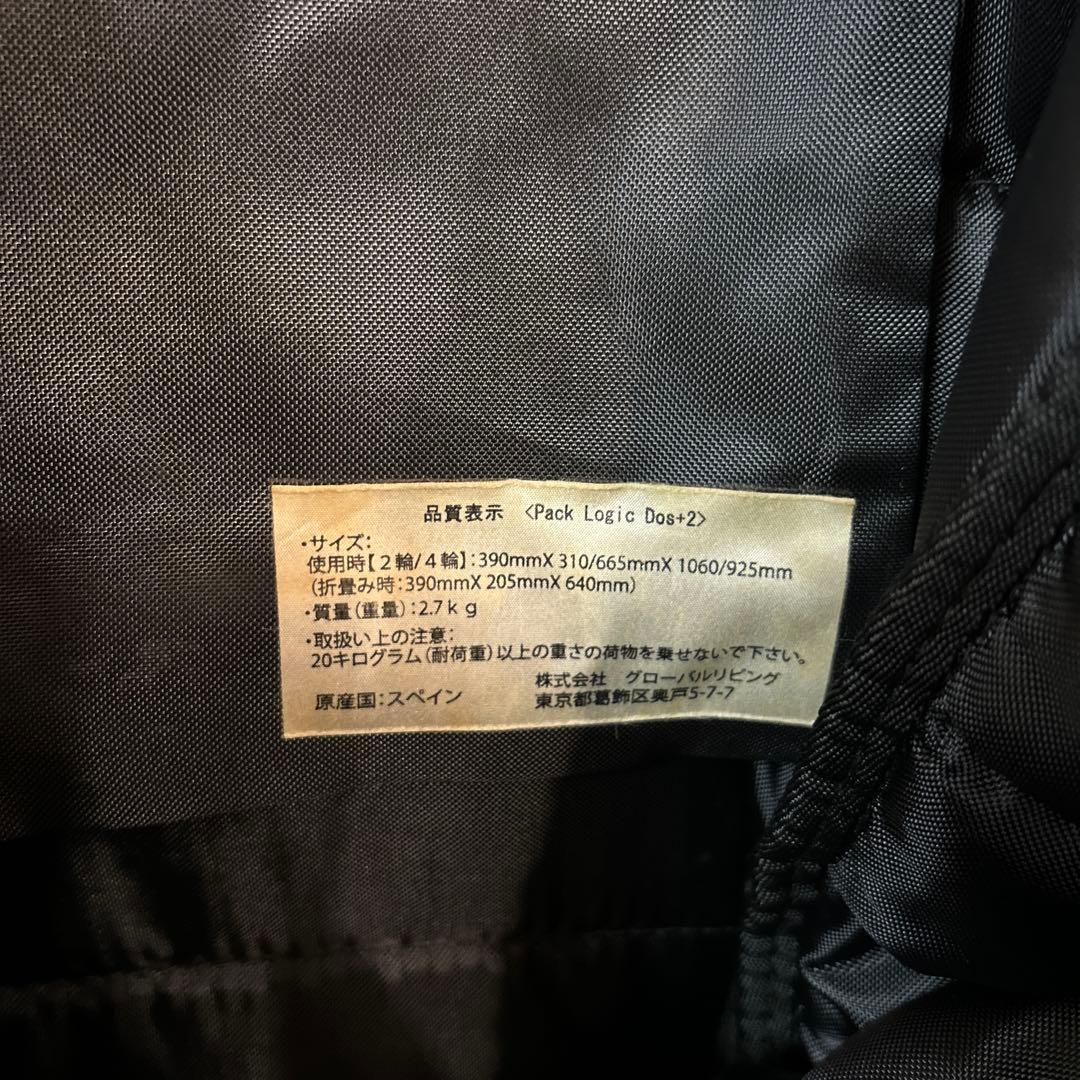 品質表示 〈Pack Logic Dos+2〉
・サイズ：
使用時【２輪/４輪】：390mmX 310/665mmX 1060/925mm
（折畳み時：390mmX 205mmX 640mm）
・質量（重量）：2.7ｋｇ
・取扱い上の注意：
20キログラム（耐荷重）以上の重さの荷物を乗せないで下さい。
株式会社　グローバルリビング
原産国：スペイン
東京都葛飾区奥戸5-7-7